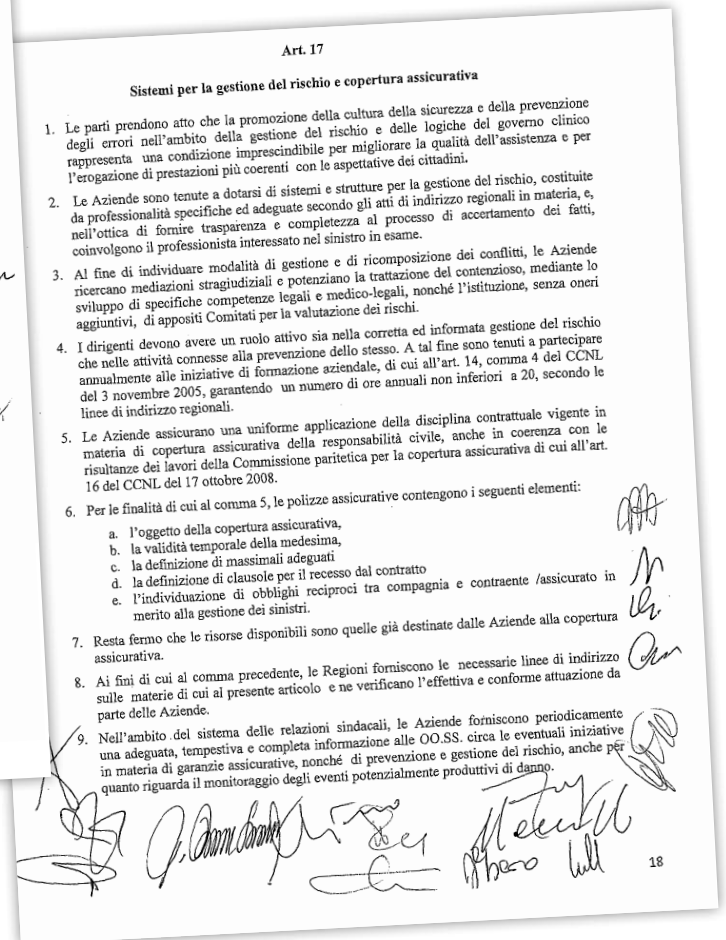 Art. 17
Sistemi per la gestione del rischio e copertura assicurativa
1. Le parti prendono atto che la promozione della cultura della sicurezza e della prevenzione
degli errori nell'ambito della gestione del rischio e delle logiche del governo clinico
rappresenta una condizione imprescindibile per migliorare la qualità dell'assistenza e per
l'erogazione di prestazioni più coerenti con le aspettative dei cittadini.
2. Le Aziende sono tenute a dotarsi di sistemi e strutture per la gestione del rischio, costituite
da professionalità specifiche ed adeguate secondo gli atti di indirizzo regionali in materia, e,
nell'ottica di fornire trasparenza e completezza al processo di accertamento dei fatti,
coinvolgono il professionista interessato nel sinistro in esame.
3. Al fine di individuare modalità di gestione e di ricomposizione dei conflitti, le Aziende
ricercano mediazioni stragiudiziali e potenziano la trattazione del contenzioso, mediante lo
sviluppo di specifiche competenze legali e medico-legali, nonché l'istituzione, senza oneri
aggiuntivi, di appositi Comitati per la valutazione dei rischi.
4. I dirigenti devono avere un ruolo attivo sia nella corretta ed informata gestione del rischio
che nelle attività connesse alla prevenzione dello stesso. A tal fine sono tenuti a partecipare
annualmente alle iniziative di formazione aziendale, di cui all'art. 14, comma 4 del CCNL
del 3 novembre 2005, garantendo un numero di ore annuali non inferiori a 20, secondo le
linee di indirizzo regionali.
5. Le Aziende assicurano una uniforme applicazione della disciplina contrattuale vigente in
materia di copertura assicurativa della responsabilità civile, anche in coerenza con le
risultanze dei lavori della Commissione paritetica per la copertura assicurativa di cui all'art.
16 del CCNL del 17 ottobre 2008.
6. Per le finalità di cui al comma 5, le polizze assicurative contengono i seguenti elementi:
a. l'oggetto della copertura assicurativa,
b. la validità temporale della medesima,
c. la definizione di massimali adeguati
d. la definizione di clausole per il recesso dal contratto
e. l'individuazione di obblighi reciproci tra compagnia e contraente /assicurato in
merito alla gestione dei sinistri.
7. Resta fermo che le risorse disponibili sono quelle già destinate dalle Aziende alla copertura
assicurativa.
8. Ai fini di cui al comma precedente, le Regioni forniscono le necessarie linee di indirizzo
sulle materie di cui al presente articolo e ne verificano l'effettiva e conforme attuazione da
parte delle Aziende.
9. Nell'ambito del sistema delle relazioni sindacali, le Aziende forniscono periodicamente
una adeguata, tempestiva e completa informazione alle OO.SS. circa le eventuali iniziative
in materia di garanzie assicurative, nonché di prevenzione e gestione del rischio, anche per
quanto riguarda il monitoraggio degli eventi potenzialmente produttivi di danno.
18